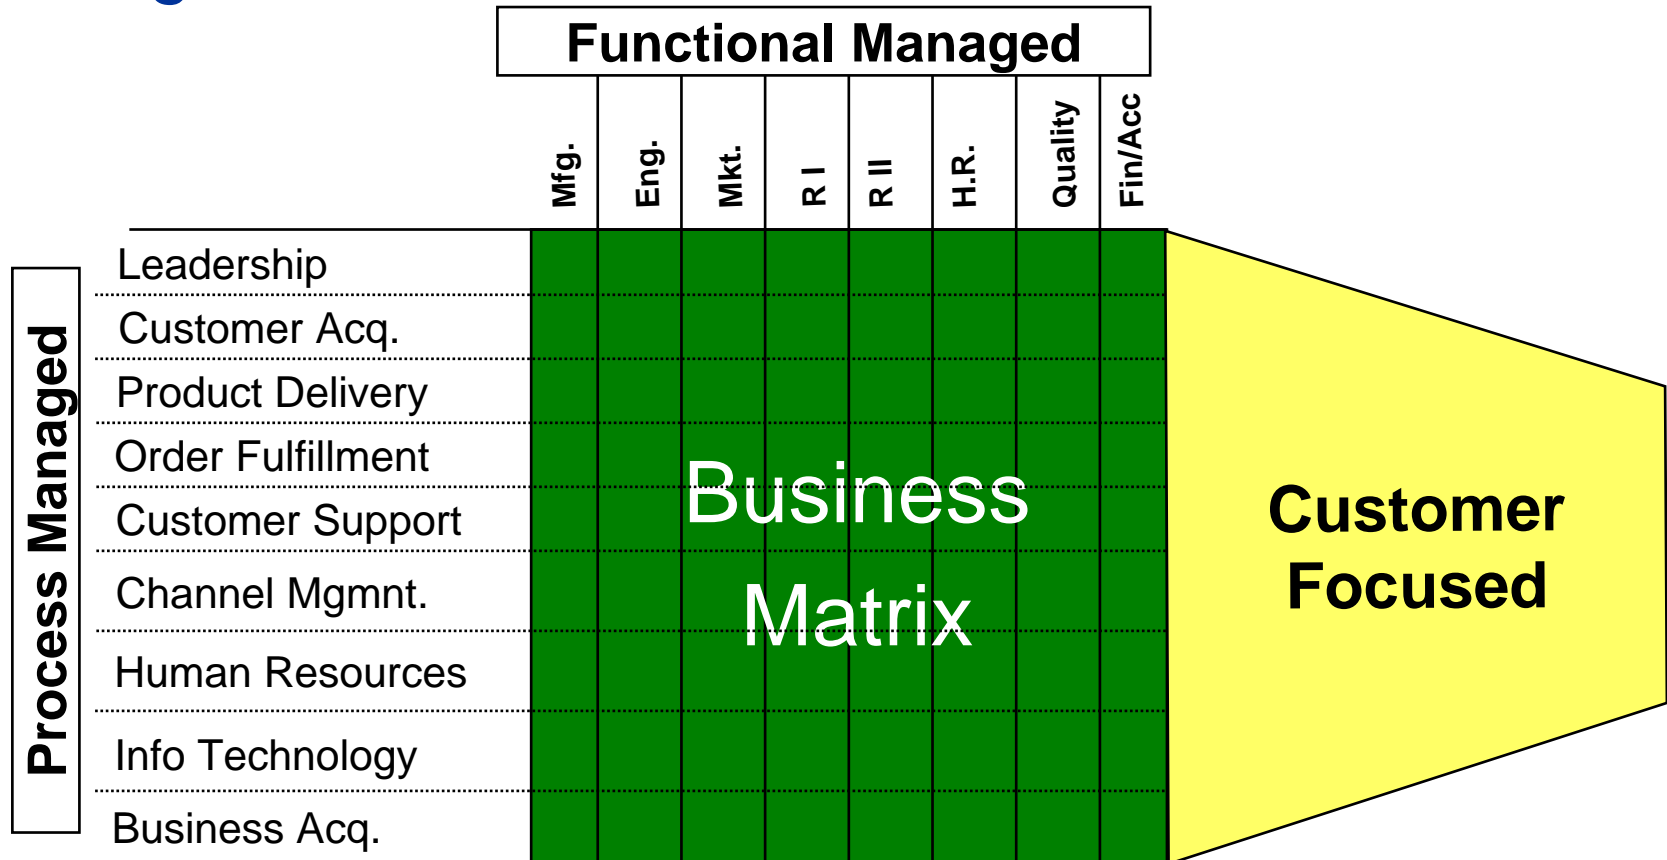 Functional Managed
Mfg.
Eng.
Mkt.
R I
R II
H.R.
Quality
Fin/Acc
Process Managed
Leadership
Customer Acq.
Product Delivery
Order Fulfillment
Customer Support
Channel Mgmnt.
Human Resources
Info Technology
Business Acq.
Business
Matrix
Customer
Focused